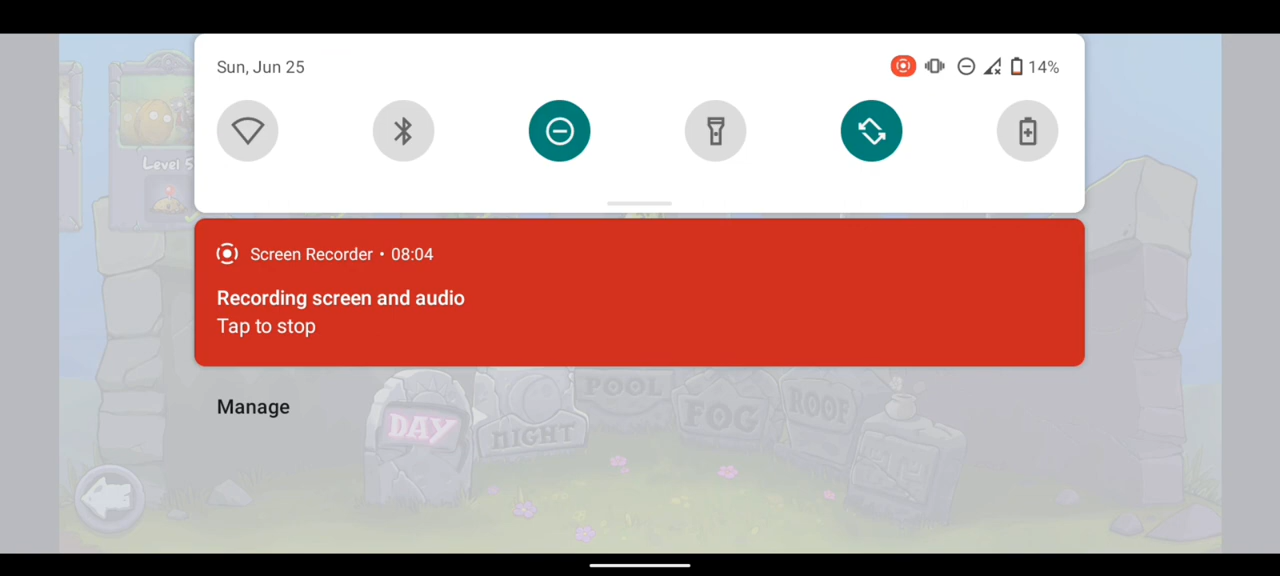 Sun, Jun 25
14%
Screen Recorder • 08:04
Recording screen and audio
Tap to stop
Manage
Level 5
DAY
NIGHT
POOL
FOG
ROOF